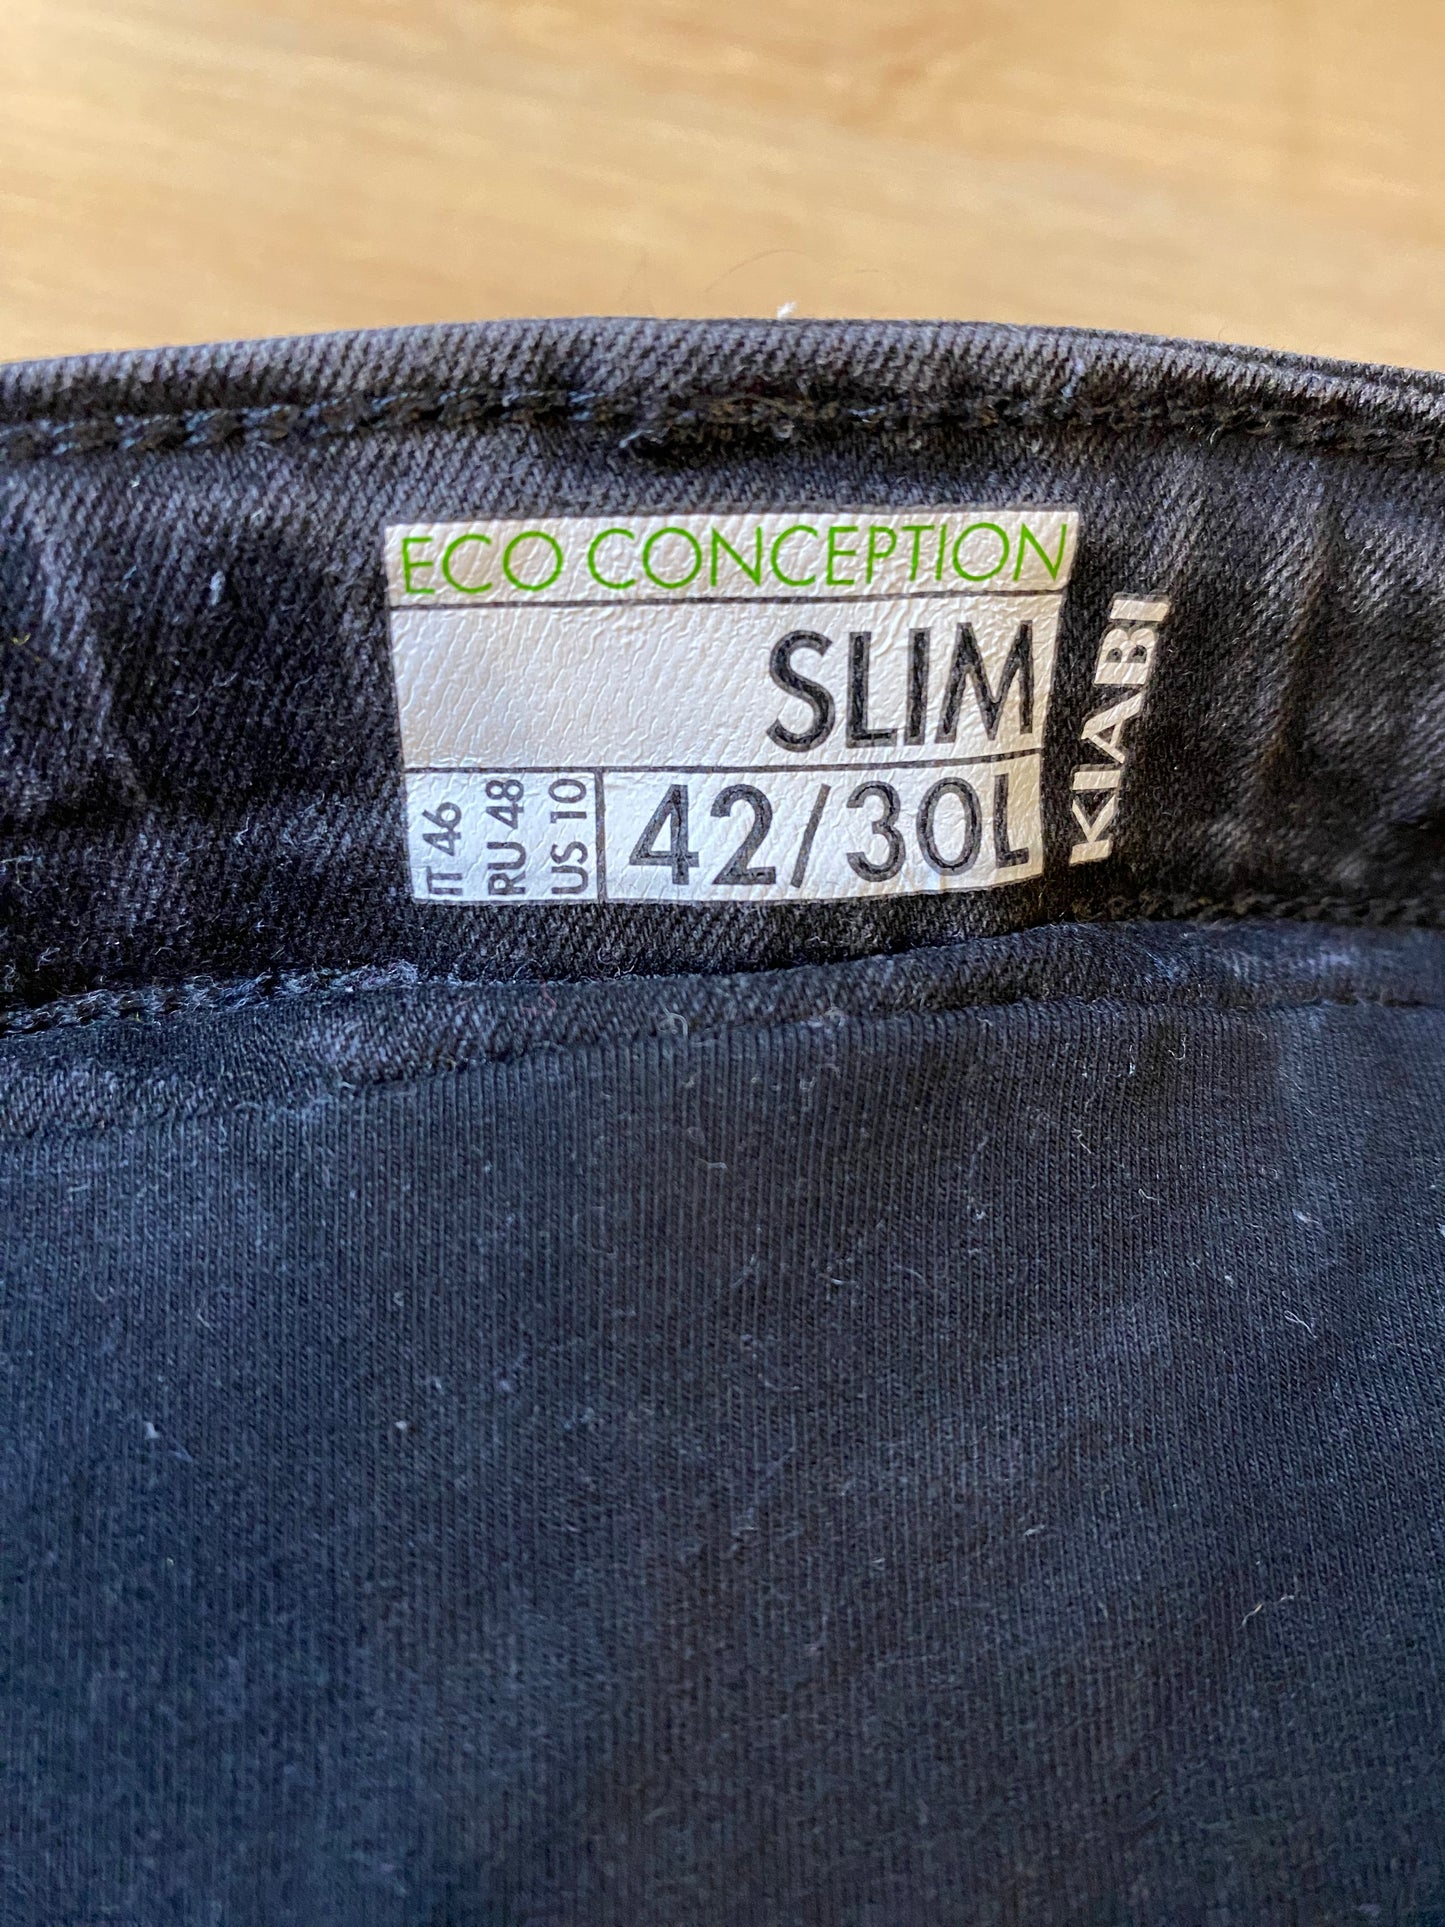 ECO CONCEPTION
SLIM
IT 46
RU 48
US 10
42/30L
KIABI